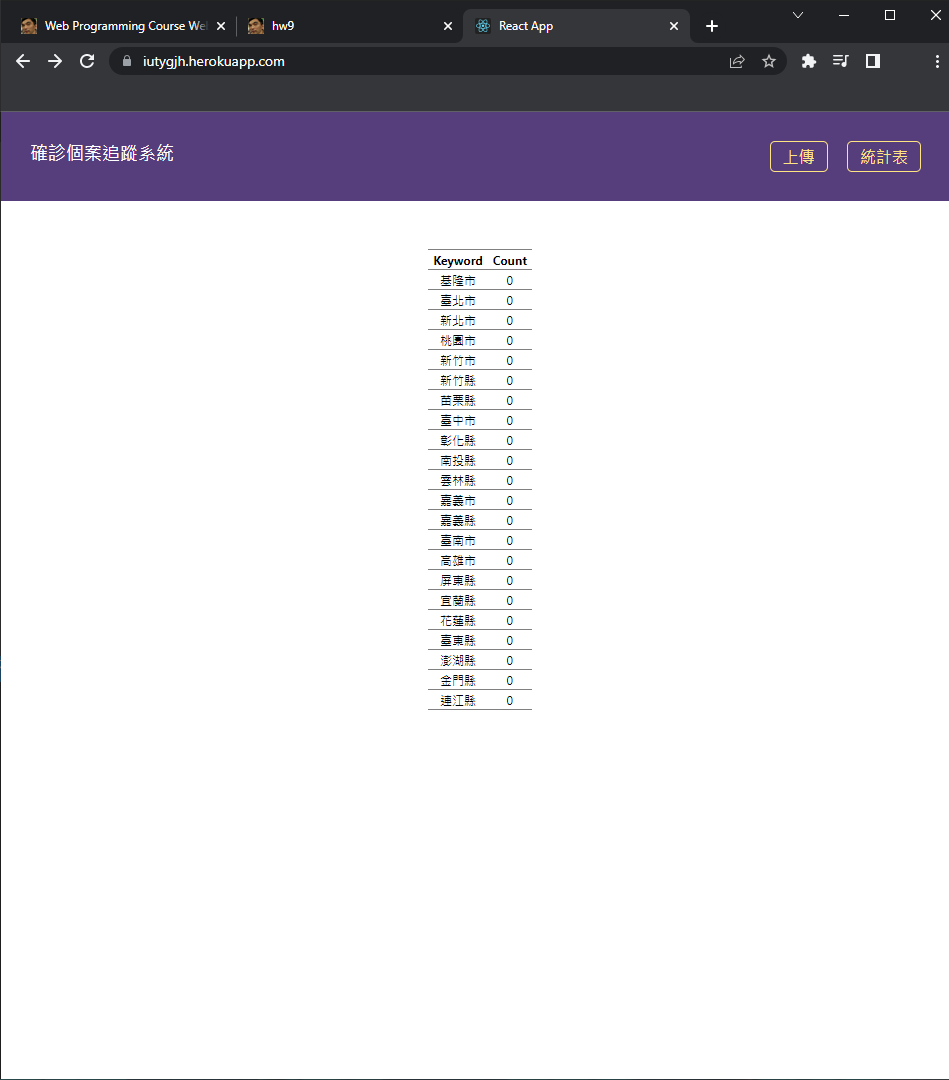 Web Programming Course We
hw9
React App
iutygjh.herokuapp.com
確診個案追蹤系統
上傳
統計表
Keyword Count
基隆市 0
臺北市 0
新北市 0
桃園市 0
新竹市 0
新竹縣 0
苗栗縣 0
臺中市 0
彰化縣 0
南投縣 0
雲林縣 0
嘉義市 0
嘉義縣 0
臺南市 0
高雄市 0
屏東縣 0
宜蘭縣 0
花蓮縣 0
臺東縣 0
澎湖縣 0
金門縣 0
連江縣 0